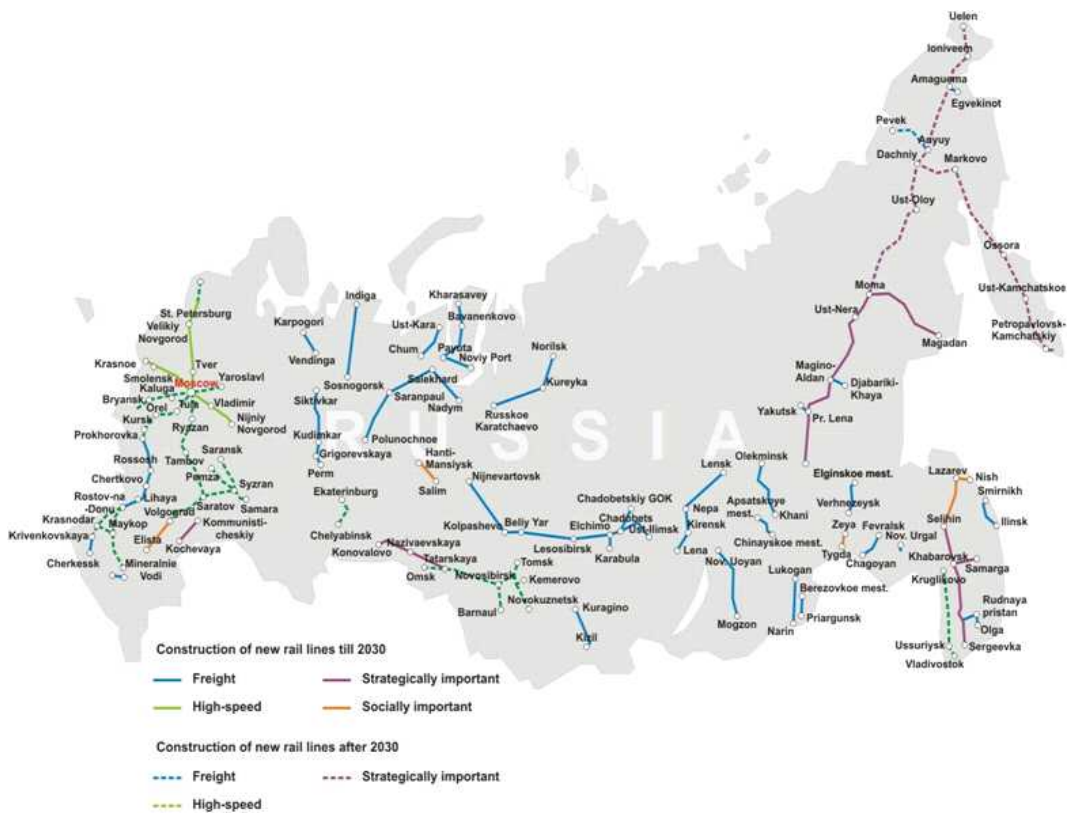 Uelen
Ioniveem
Amaguema
Egvekinot
Pevek
Anyuy
Dachniy
Markovo
Ust-Oloy
Ossora
Ust-Kamchatskoe
Petropavlovsk-
Kamchatskiy
Moma
Ust-Nera
Magadan
Magino-
Aldan
Djabariki-
Khaya
Yakutsk
Pr. Lena
St. Petersburg
Velikiy
Novgorod
Krasnoe
Tver
Smolensk
Moscow
Yaroslavl
Kaluga
Bryansk
Orel
Tula
Vladimir
Kursk
Ryazan
Nijniy
Novgorod
Prokhorovka
Saransk
Rossosh
Tambov
Penza
Syzran
Chertkovo
Samara
Rostov-na
-Donu
Lihaya
Saratov
Volgograd
Krasnodar
Maykop
Kommunisti-
cheskiy
Krivenkovskaya
Elista
Kochevaya
Cherkessk
Mineralnie
Vodi
Karpogori
Vendinga
Indiga
Sosnogorsk
Kharasavey
Ust-Kara
Bavanenkovo
Chum
Payuta
Noviy Port
Norilsk
Salekhard
Kureyka
Siktivkar
Saranpaul
Nadym
Russkoe
Karatchaevo
Kudimkar
Polunochnoe
Grigorevskaya
Perm
RUSSIA
Hanti-
Mansiysk
Salim
Nijnevartovsk
Ekaterinburg
Chelyabinsk
Konovalovo
Nazivaevskaya
Tatarskaya
Omsk
Novosibirsk
Barnaul
Tomsk
Kemerovo
Novokuznetsk
Kolpashevo
Beliy Yar
Lesosibirsk
Elchimo
Chadobetskiy GOK
Chadobets
Ust-Ilimsk
Karabula
Kuragino
Kizil
Lensk
Nepa
Kirensk
Lena
Nov. Uoyan
Mogzon
Olekminsk
Apsatskoye
mest.
Khani
Chinayskoe mest.
Lukogan
Berezovkoe mest.
Priargunsk
Narin
Elginskoe mest.
Verhnezeysk
Zeya
Tygda
Fevralsk
Chagoyan
Nov. Urgal
Lazarev
Nish
Smirnikh
Ilinsk
Selihin
Khabarovsk
Samarga
Kruglikovo
Rudnaya
pristan
Olga
Sergeevka
Ussuriysk
Vladivostok
Construction of new rail lines till 2030
Freight
Strategically important
High-speed
Socially important
Construction of new rail lines after 2030
Freight
Strategically important
High-speed